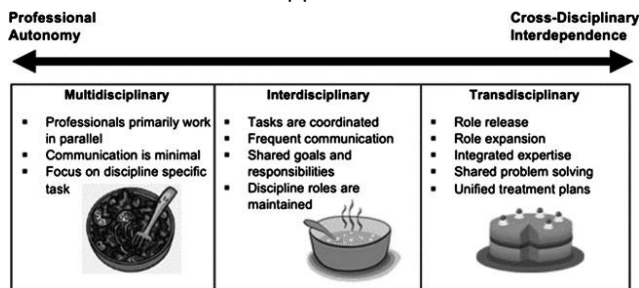 Professional
Autonomy
Cross-Disciplinary
Interdependence
Multidisciplinary
▪ Professionals primarily work
in parallel
▪ Communication is minimal
▪ Focus on discipline specific
task
Interdisciplinary
▪ Tasks are coordinated
▪ Frequent communication
▪ Shared goals and
responsibilities
▪ Discipline roles are
maintained
Transdisciplinary
▪ Role release
▪ Role expansion
▪ Integrated expertise
▪ Shared problem solving
▪ Unified treatment plans